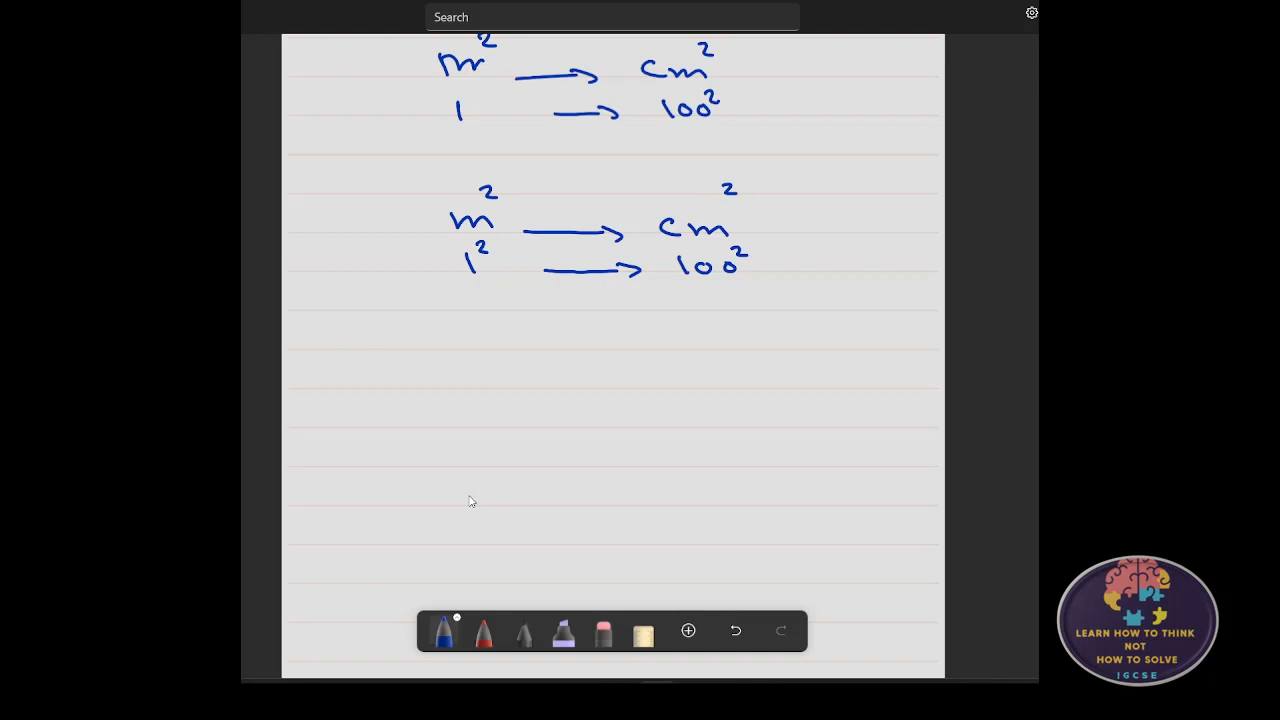 Search
m² → cm²
1 → 100²
m² → cm²
1² → 100²
LEARN HOW TO THINK
NOT
HOW TO SOLVE
IGCSE